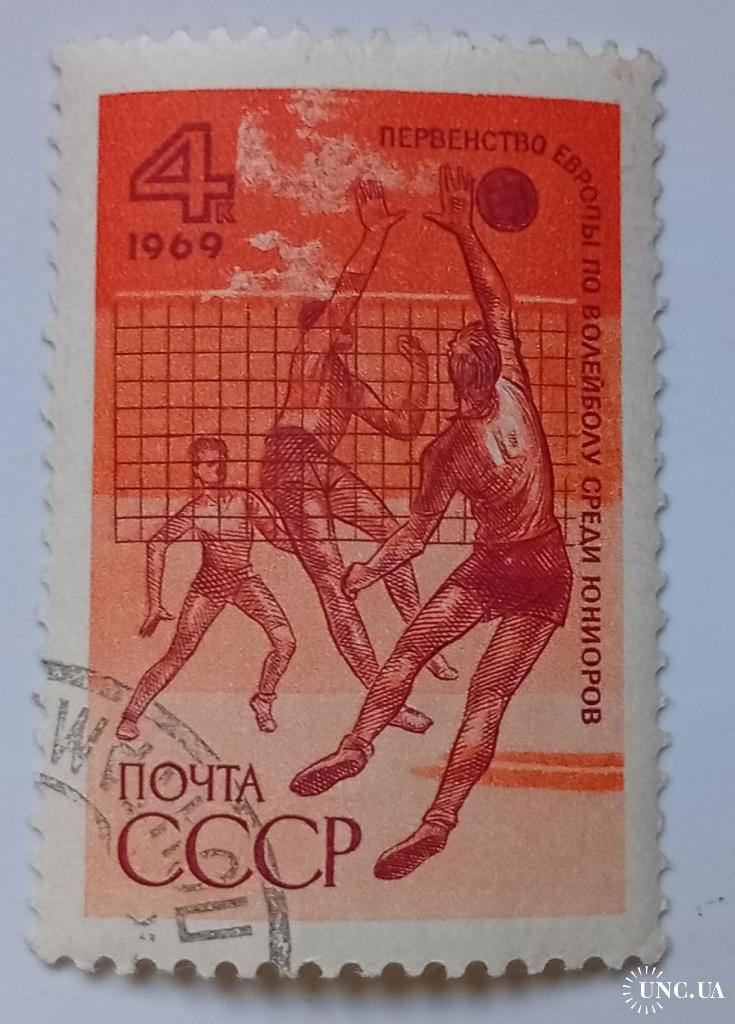 4к
1969
ПЕРВЕНСТВО ЕВРОПЫ ПО ВОЛЕЙБОЛУ СРЕДИ ЮНИОРОВ
ПОЧТА
СССР
UNC.UA